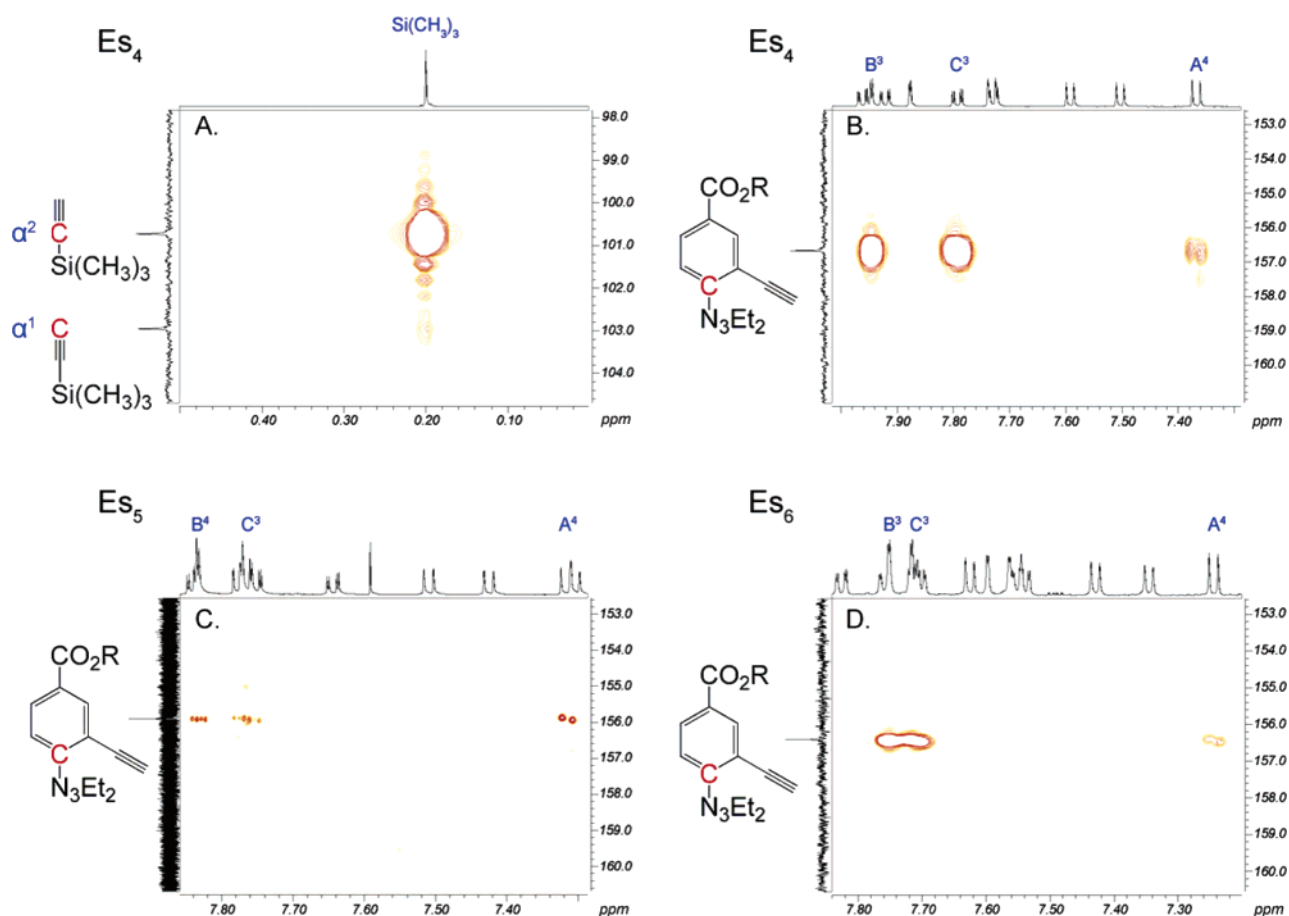 Es4
Si(CH3)3
A.
98.0
99.0
100.0
101.0
102.0
103.0
104.0
0.40 0.30 0.20 0.10 ppm
α2 C
Si(CH3)3
α1 C
Si(CH3)3
Es4
B3 C3 A4
B.
153.0
154.0
155.0
156.0
157.0
158.0
159.0
160.0
7.90 7.80 7.70 7.60 7.50 7.40 ppm
CO2R
C
N3Et2
Es5
B4 C3 A4
C.
153.0
154.0
155.0
156.0
157.0
158.0
159.0
160.0
7.80 7.70 7.60 7.50 7.40 ppm
CO2R
C
N3Et2
Es6
B3 C3 A4
D.
153.0
154.0
155.0
156.0
157.0
158.0
159.0
160.0
7.80 7.70 7.60 7.50 7.40 7.30 ppm
CO2R
C
N3Et2